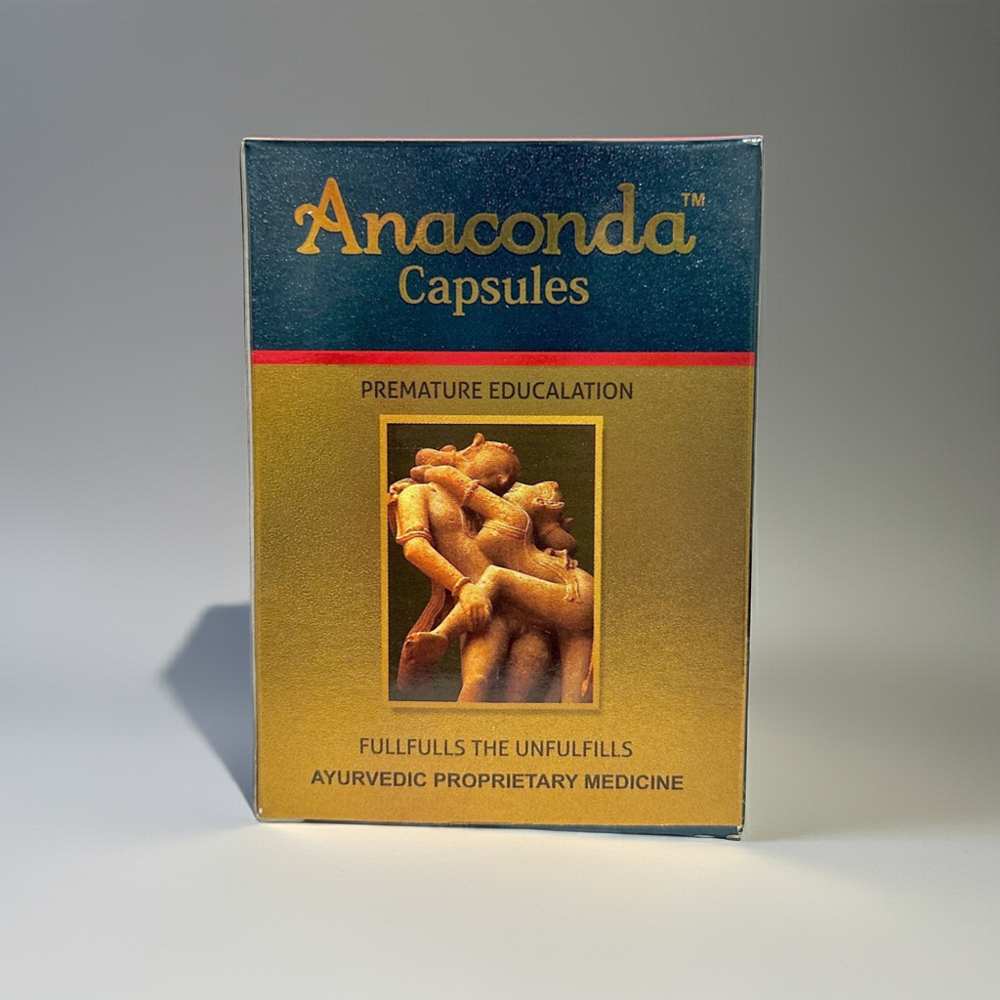 Anaconda™
Capsules
PREMATURE EDUCALATION
FULLFULLS THE UNFULFILLS
AYURVEDIC PROPRIETARY MEDICINE